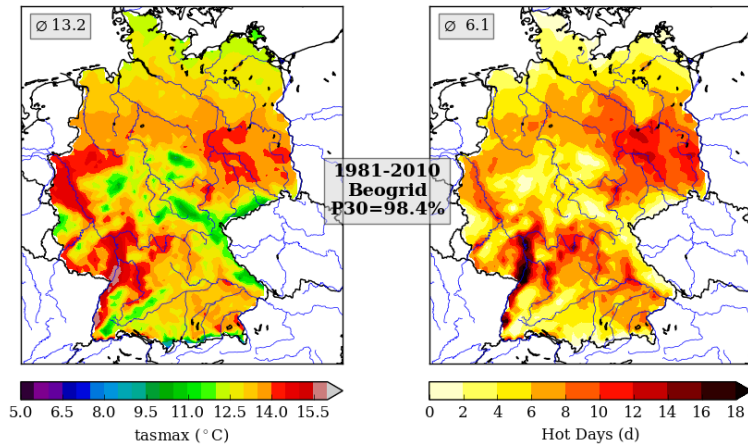 ∅ 13.2
∅ 6.1
1981-2010
Beogrid
P30=98.4%
5.0 6.5 8.0 9.5 11.0 12.5 14.0 15.5
tasmax (°C)
0 2 4 6 8 10 12 14 16 18
Hot Days (d)